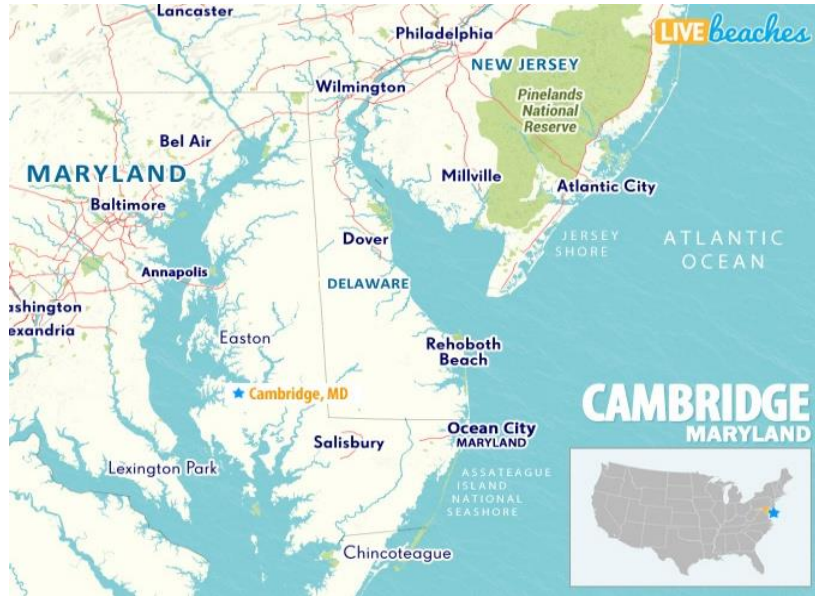 Lancaster
LIVE beaches
Philadelphia
NEW JERSEY
Wilmington
Pinelands
National
Reserve
Bel Air
MARYLAND
Millville
Atlantic City
Baltimore
Dover
JERSEY
SHORE
ATLANTIC
OCEAN
Annapolis
DELAWARE
ashington
exandria
Easton
Rehoboth
Beach
Cambridge, MD
CAMBRIDGE
MARYLAND
Ocean City
MARYLAND
Salisbury
Lexington Park
ASSATEAGUE
ISLAND
NATIONAL
SEASHORE
Chincoteague